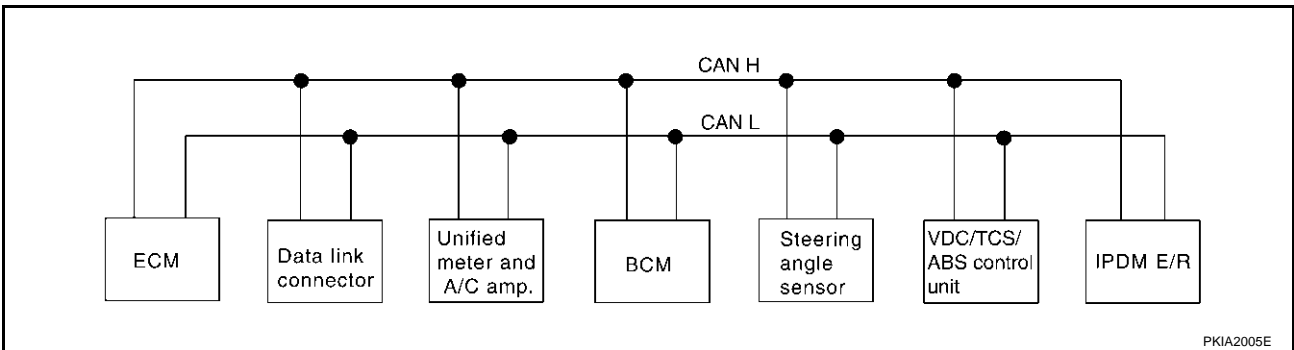 CAN H
CAN L
ECM
Data link
connector
Unified
meter and
A/C amp.
BCM
Steering
angle
sensor
VDC/TCS/
ABS control
unit
IPDM E/R
PKIA2005E